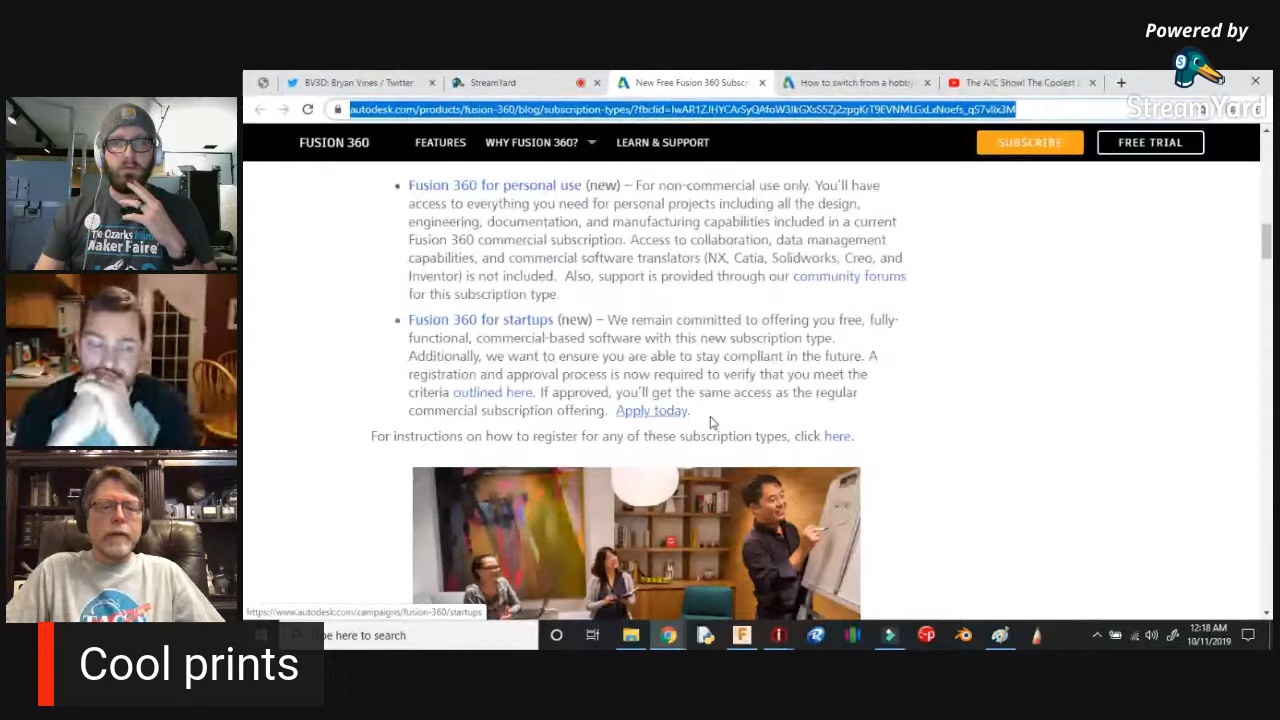 Powered by
StreamYard
BV3D: Bryan Vines / Twitter
StreamYard
New Free Fusion 360 Subscr
How to switch from a hobby
The A/C Show! The Coolest
autodesk.com/products/fusion-360/blog/subscription-types/?fbclid=
FUSION 360
FEATURES
WHY FUSION 360?
LEARN & SUPPORT
SUBSCRIBE
FREE TRIAL
Fusion 360 for personal use (new) – For non-commercial use only. You'll have
access to everything you need for personal projects including all the design,
engineering, documentation, and manufacturing capabilities included in a current
Fusion 360 commercial subscription. Access to collaboration, data management
capabilities, and commercial software translators (NX, Catia, Solidworks, Creo, and
Inventor) is not included. Also, support is provided through our community forums
for this subscription type.
Fusion 360 for startups (new) – We remain committed to offering you free, fully-
functional, commercial-based software with this new subscription type.
Additionally, we want to ensure you are able to stay compliant in the future. A
registration and approval process is now required to verify that you meet the
criteria outlined here. If approved, you'll get the same access as the regular
commercial subscription offering. Apply today.
For instructions on how to register for any of these subscription types, click here.
https://www.autodesk.com/campaigns/fusion-360/startups
ype here to search
12:18 AM
10/11/2019
Ozarks Mini
Maker Faire
Cool prints